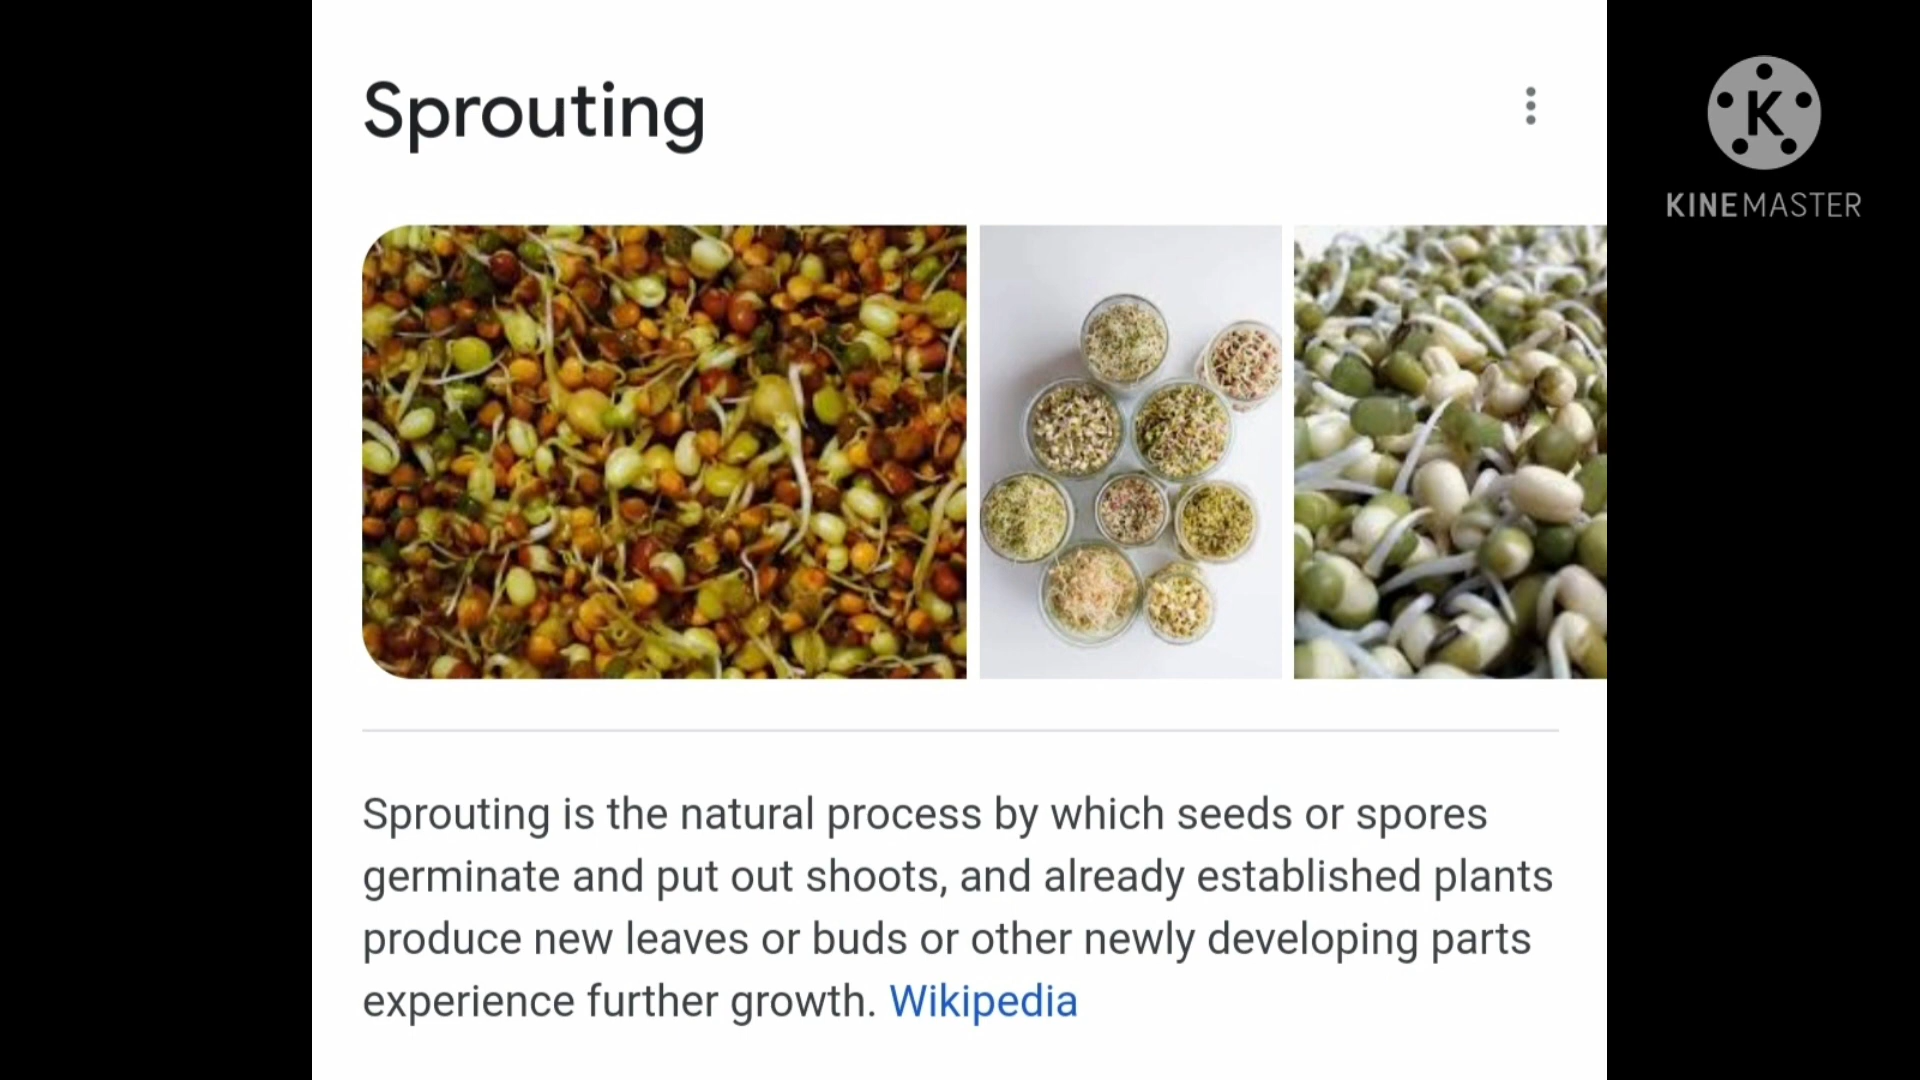 Sprouting
K
KINEMASTER
Sprouting is the natural process by which seeds or spores
germinate and put out shoots, and already established plants
produce new leaves or buds or other newly developing parts
experience further growth. Wikipedia